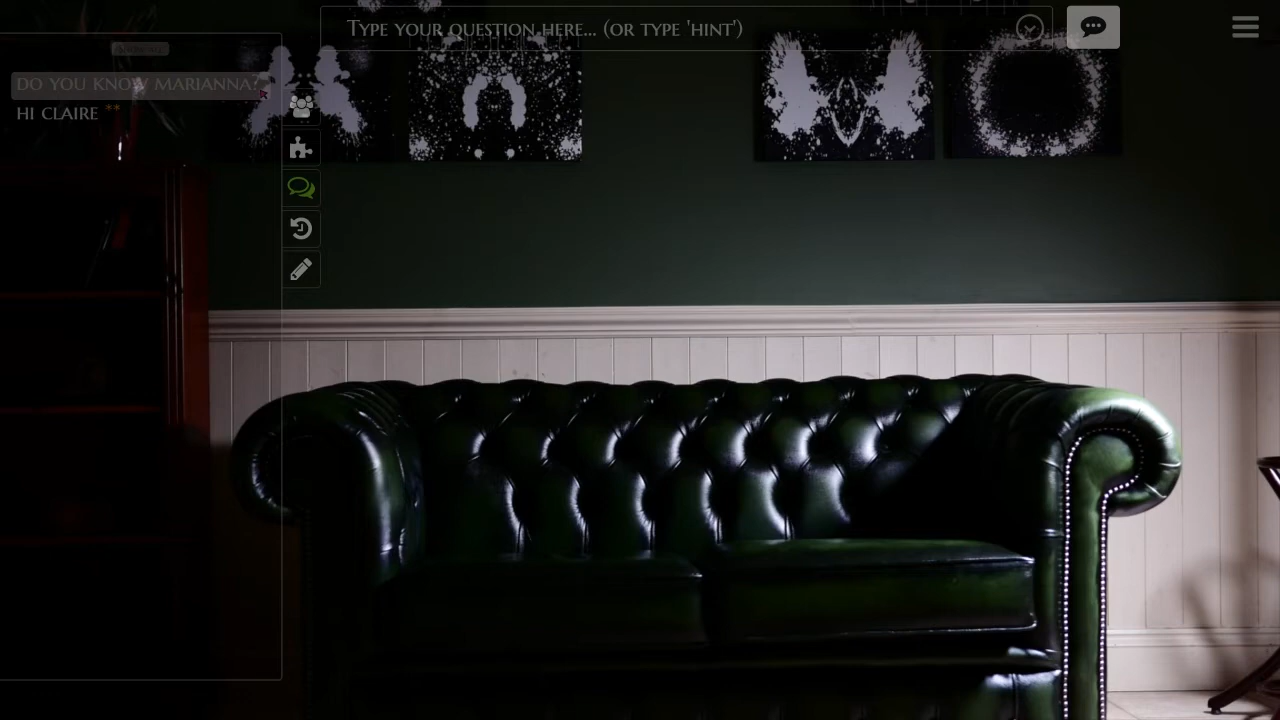 Type your question here... (or type 'hint')
Do you know Marianna?
Hi Claire **